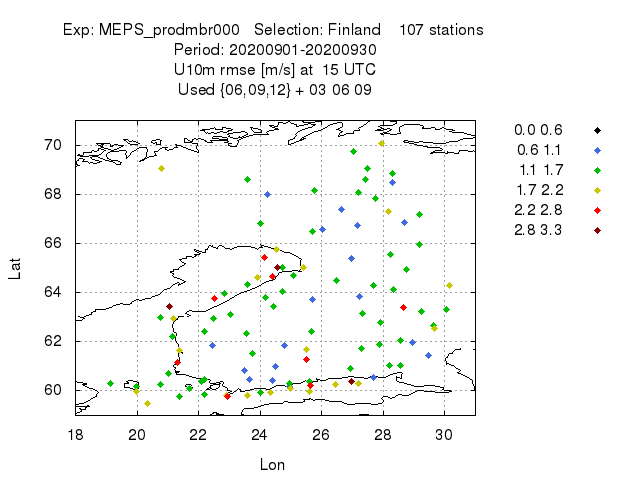 Exp: MEPS_prodmbr000 Selection: Finland 107 stations
Period: 20200901-20200930
U10m rmse [m/s] at 15 UTC
Used {06,09,12} + 03 06 09
70
68
66
64
62
60
Lat
18 20 22 24 26 28 30
Lon
0.0 0.6
0.6 1.1
1.1 1.7
1.7 2.2
2.2 2.8
2.8 3.3